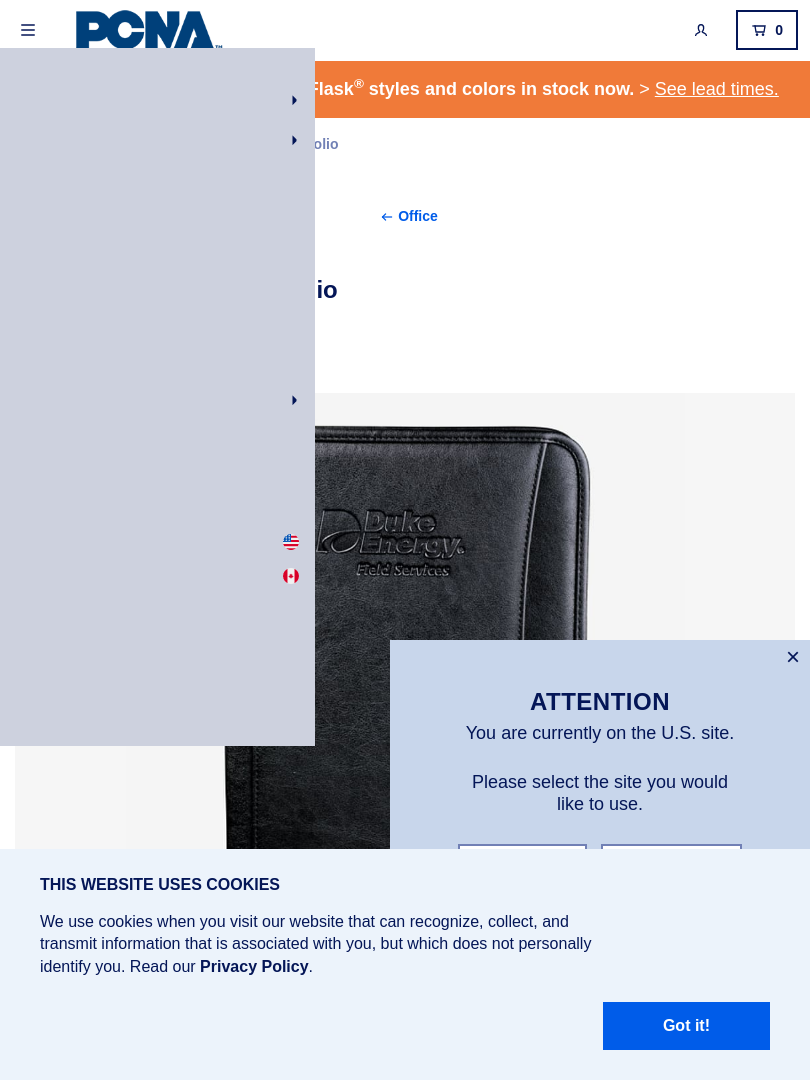 PCNA™
0
Flask® styles and colors in stock now. > See lead times.
olio
← Office
io
Duke
Energy®
Field Services
×
ATTENTION
You are currently on the U.S. site.
Please select the site you would
like to use.
THIS WEBSITE USES COOKIES
We use cookies when you visit our website that can recognize, collect, and
transmit information that is associated with you, but which does not personally
identify you. Read our Privacy Policy.
Got it!